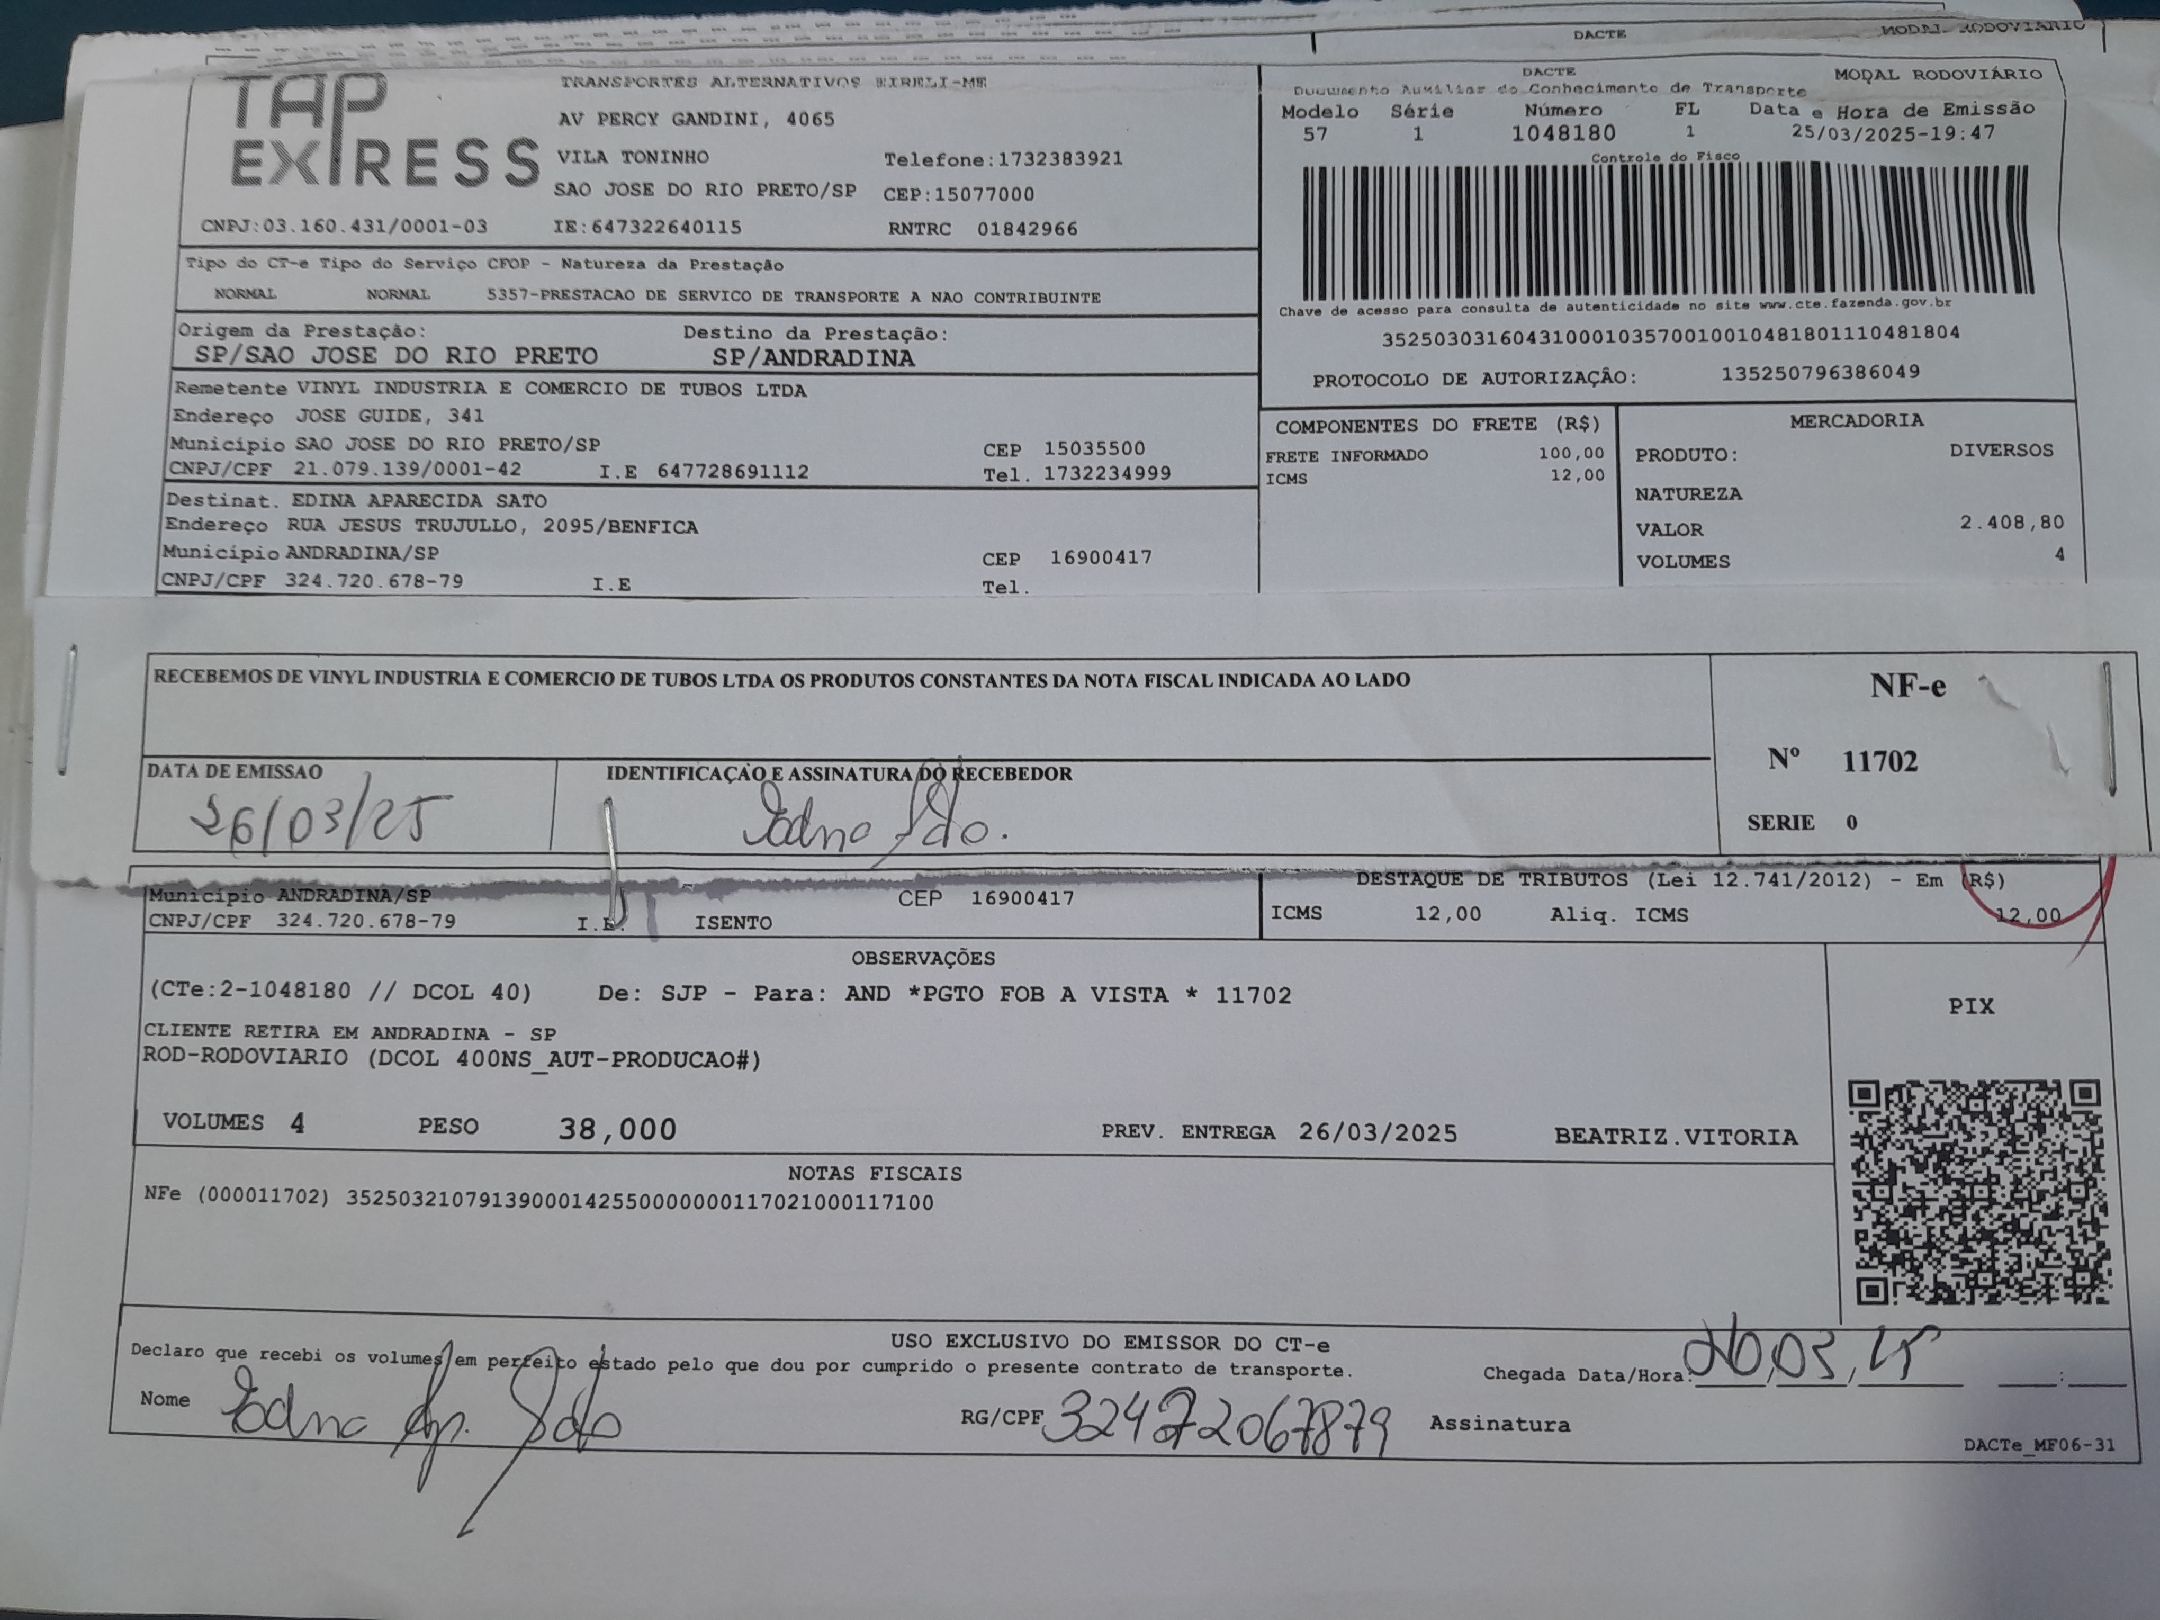 DACTE MODAL RODOVIÁRIO
TAP EXPRESS
TRANSPORTES ALTERNATIVOS EIRELI-ME
AV PERCY GANDINI, 4065
VILA TONINHO Telefone:1732383921
SAO JOSE DO RIO PRETO/SP CEP:15077000
CNPJ:03.160.431/0001-03 IE:647322640115 RNTRC 01842966
DACTE MODAL RODOVIÁRIO
Documento Auxiliar do Conhecimento de Transporte
Modelo Série Número FL Data e Hora de Emissão
57 1 1048180 1 25/03/2025-19:47
Controle do Fisco
Chave de acesso para consulta de autenticidade no site www.cte.fazenda.gov.br
35250303160431000103570010010481801110481804
PROTOCOLO DE AUTORIZAÇÃO: 135250796386049
Tipo do CT-e Tipo do Serviço CFOP - Natureza da Prestação
NORMAL NORMAL 5357-PRESTACAO DE SERVICO DE TRANSPORTE A NAO CONTRIBUINTE
Origem da Prestação: Destino da Prestação:
SP/SAO JOSE DO RIO PRETO SP/ANDRADINA
Remetente VINYL INDUSTRIA E COMERCIO DE TUBOS LTDA
Endereço JOSE GUIDE, 341
Município SAO JOSE DO RIO PRETO/SP CEP 15035500
CNPJ/CPF 21.079.139/0001-42 I.E 647728691112 Tel. 1732234999
Destinat. EDINA APARECIDA SATO
Endereço RUA JESUS TRUJULLO, 2095/BENFICA
Município ANDRADINA/SP CEP 16900417
CNPJ/CPF 324.720.678-79 I.E Tel.
COMPONENTES DO FRETE (R$)
FRETE INFORMADO 100,00
ICMS 12,00
MERCADORIA
PRODUTO: DIVERSOS
NATUREZA
VALOR 2.408,80
VOLUMES 4
RECEBEMOS DE VINYL INDUSTRIA E COMERCIO DE TUBOS LTDA OS PRODUTOS CONSTANTES DA NOTA FISCAL INDICADA AO LADO
NF-e
Nº 11702
SERIE 0
DATA DE EMISSAO IDENTIFICAÇÃO E ASSINATURA DO RECEBEDOR
26/03/25
Município ANDRADINA/SP CEP 16900417
CNPJ/CPF 324.720.678-79 I.E. ISENTO
DESTAQUE DE TRIBUTOS (Lei 12.741/2012) - Em (R$)
ICMS 12,00 Aliq. ICMS 12,00
OBSERVAÇÕES
(CTe:2-1048180 // DCOL 40) De: SJP - Para: AND *PGTO FOB A VISTA * 11702
CLIENTE RETIRA EM ANDRADINA - SP
ROD-RODOVIARIO (DCOL 400NS_AUT-PRODUCAO#)
PIX
VOLUMES 4 PESO 38,000 PREV. ENTREGA 26/03/2025 BEATRIZ.VITORIA
NOTAS FISCAIS
NFe (000011702) 35250321079139000142550000000117021000117100
USO EXCLUSIVO DO EMISSOR DO CT-e
Declaro que recebi os volumes em perfeito estado pelo que dou por cumprido o presente contrato de transporte.
Chegada Data/Hora: 26,03,25 :
Nome RG/CPF 32472067879 Assinatura
DACTe_MF06-31